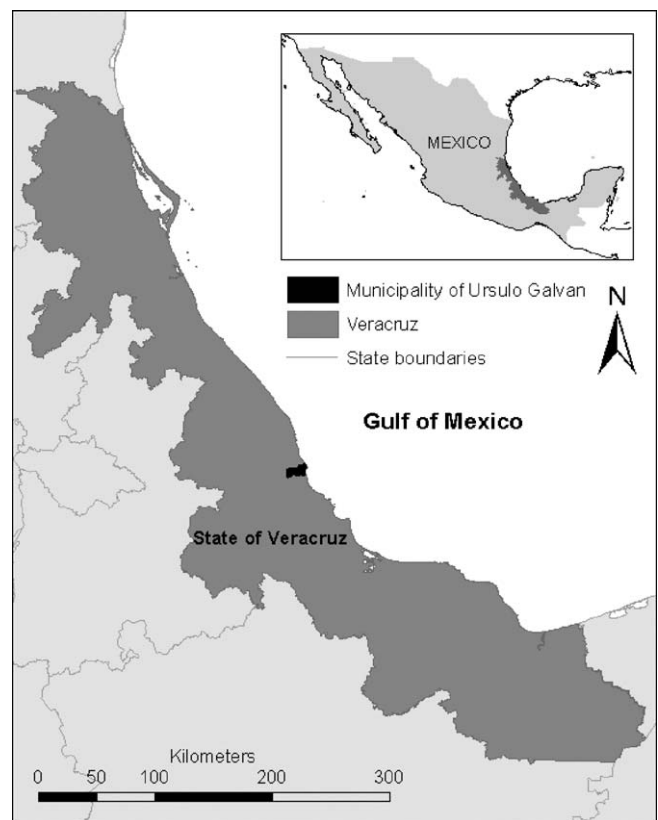 MEXICO
Municipality of Ursulo Galvan
Veracruz
State boundaries
N
Gulf of Mexico
State of Veracruz
Kilometers
0 50 100 200 300